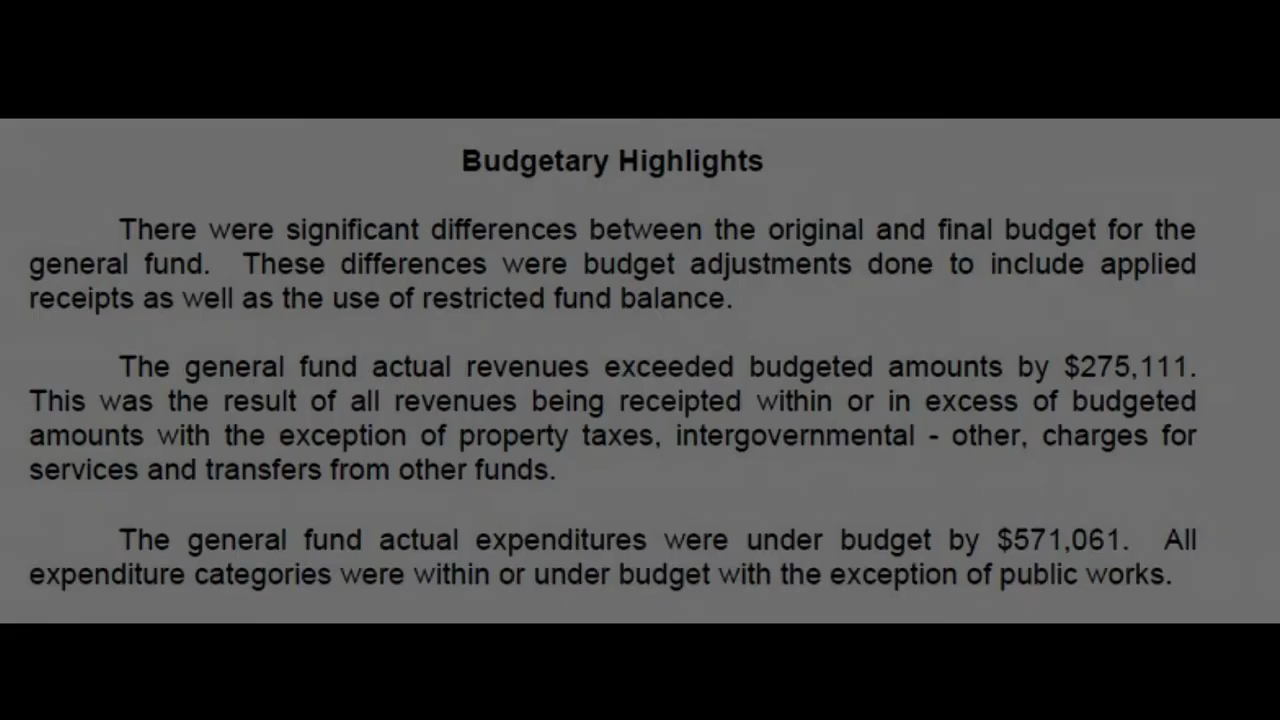 Budgetary Highlights
There were significant differences between the original and final budget for the
general fund. These differences were budget adjustments done to include applied
receipts as well as the use of restricted fund balance.
The general fund actual revenues exceeded budgeted amounts by $275,111.
This was the result of all revenues being receipted within or in excess of budgeted
amounts with the exception of property taxes, intergovernmental - other, charges for
services and transfers from other funds.
The general fund actual expenditures were under budget by $571,061. All
expenditure categories were within or under budget with the exception of public works.